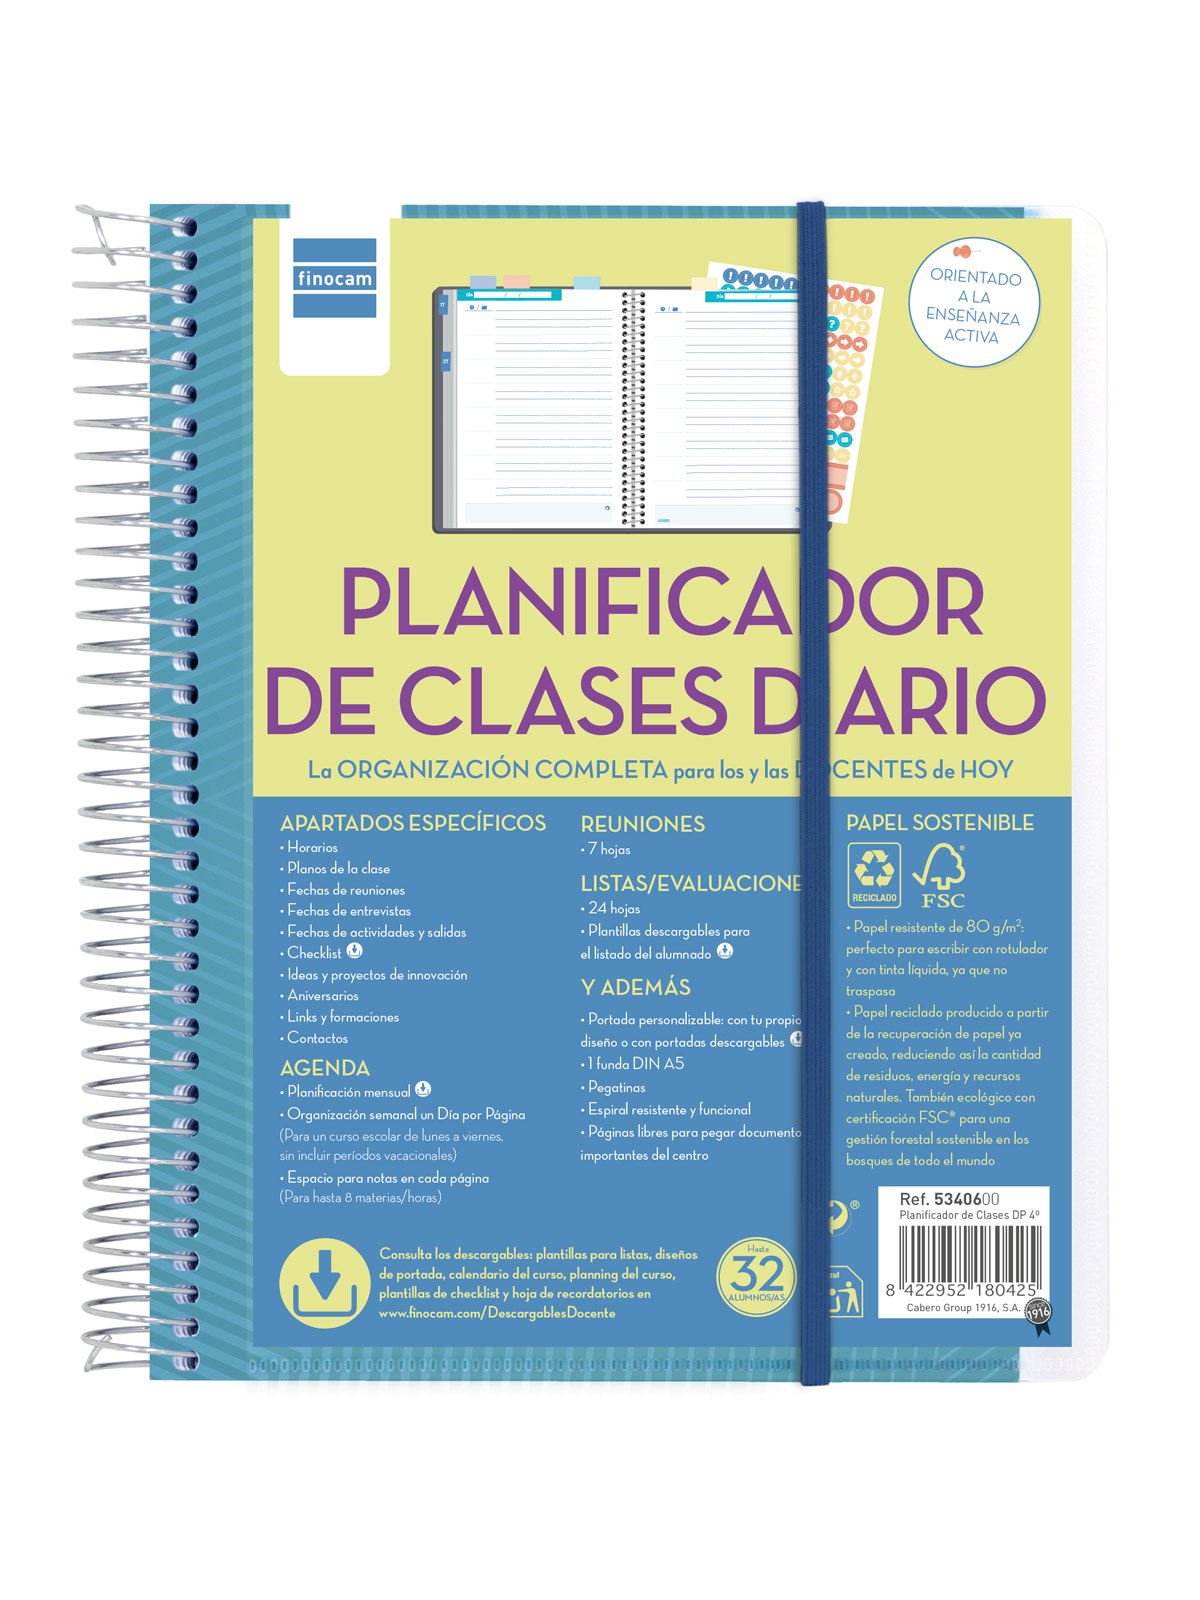 finocam
ORIENTADO
A LA
ENSEÑANZA
ACTIVA
PLANIFICADOR
DE CLASES DIARIO
La ORGANIZACIÓN COMPLETA para los y las DOCENTES de HOY
APARTADOS ESPECÍFICOS
• Horarios
• Planos de la clase
• Fechas de reuniones
• Fechas de entrevistas
• Fechas de actividades y salidas
• Checklist
• Ideas y proyectos de innovación
• Aniversarios
• Links y formaciones
• Contactos
AGENDA
• Planificación mensual
• Organización semanal un Día por Página
(Para un curso escolar de lunes a viernes,
sin incluir períodos vacacionales)
• Espacio para notas en cada página
(Para hasta 8 materias/horas)
REUNIONES
• 7 hojas
LISTAS/EVALUACIONE
• 24 hojas
• Plantillas descargables para
el listado del alumnado
Y ADEMÁS
• Portada personalizable: con tu propio
diseño o con portadas descargables
• 1 funda DIN A5
• Pegatinas
• Espiral resistente y funcional
• Páginas libres para pegar documento
importantes del centro
PAPEL SOSTENIBLE
RECICLADO
FSC
• Papel resistente de 80 g/m²:
perfecto para escribir con rotulador
y con tinta líquida, ya que no
traspasa
• Papel reciclado producido a partir
de la recuperación de papel ya
creado, reduciendo así la cantidad
de residuos, energía y recursos
naturales. También ecológico con
certificación FSC® para una
gestión forestal sostenible en los
bosques de todo el mundo
Consulta los descargables: plantillas para listas, diseños
de portada, calendario del curso, planning del curso,
plantillas de checklist y hoja de recordatorios en
www.finocam.com/DescargablesDocente
Hasta
32
ALUMNOS/AS
Ref. 5340600
Planificador de Clases DP 4º
8 422952 180425
Cabero Group 1916, S.A.
1916